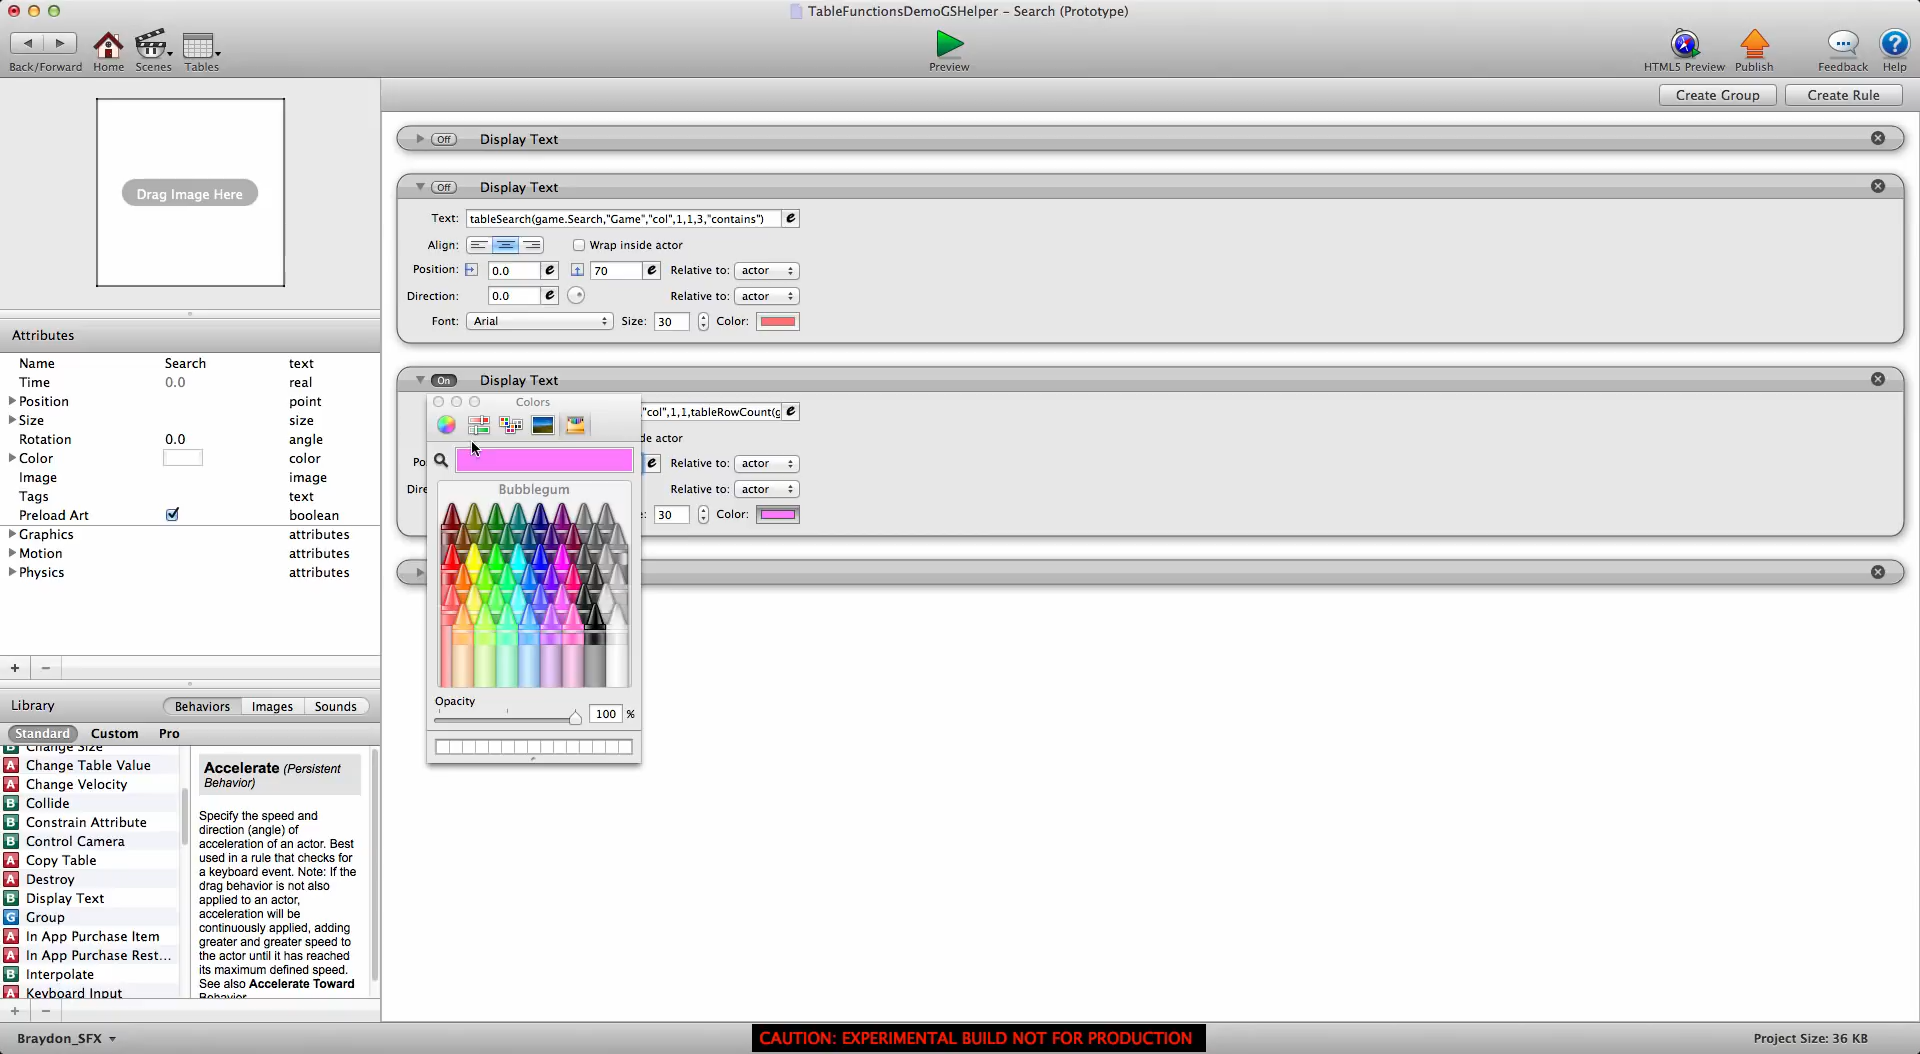 TableFunctionsDemoGSHelper – Search (Prototype)
Back/Forward Home Scenes Tables Preview HTML5 Preview Publish Feedback Help
Create Group Create Rule
Drag Image Here
Attributes
Name Search text
Time 0.0 real
Position point
Size size
Rotation 0.0 angle
Color color
Image image
Tags text
Preload Art boolean
Graphics attributes
Motion attributes
Physics attributes
+ −
Library Behaviors Images Sounds
Standard Custom Pro
Change Size
Change Table Value
Change Velocity
Collide
Constrain Attribute
Control Camera
Copy Table
Destroy
Display Text
Group
In App Purchase Item
In App Purchase Rest...
Interpolate
Keyboard Input
Accelerate (Persistent
Behavior)
Specify the speed and
direction (angle) of
acceleration of an actor. Best
used in a rule that checks for
a keyboard event. Note: If the
drag behavior is not also
applied to an actor,
acceleration will be
continuously applied, adding
greater and greater speed to
the actor until it has reached
its maximum defined speed.
See also Accelerate Toward
Behavior
+ −
Off Display Text
Off Display Text
Text: tableSearch(game.Search,"Game","col",1,1,3,"contains") e
Align: Wrap inside actor
Position: 0.0 e 70 e Relative to: actor
Direction: 0.0 e Relative to: actor
Font: Arial Size: 30 Color:
On Display Text
"col",1,1,tableRowCount(g e
de actor
Po e Relative to: actor
Dire Relative to: actor
: 30 Color:
Colors
Bubblegum
Opacity
100 %
Braydon_SFX
CAUTION: EXPERIMENTAL BUILD NOT FOR PRODUCTION
Project Size: 36 KB